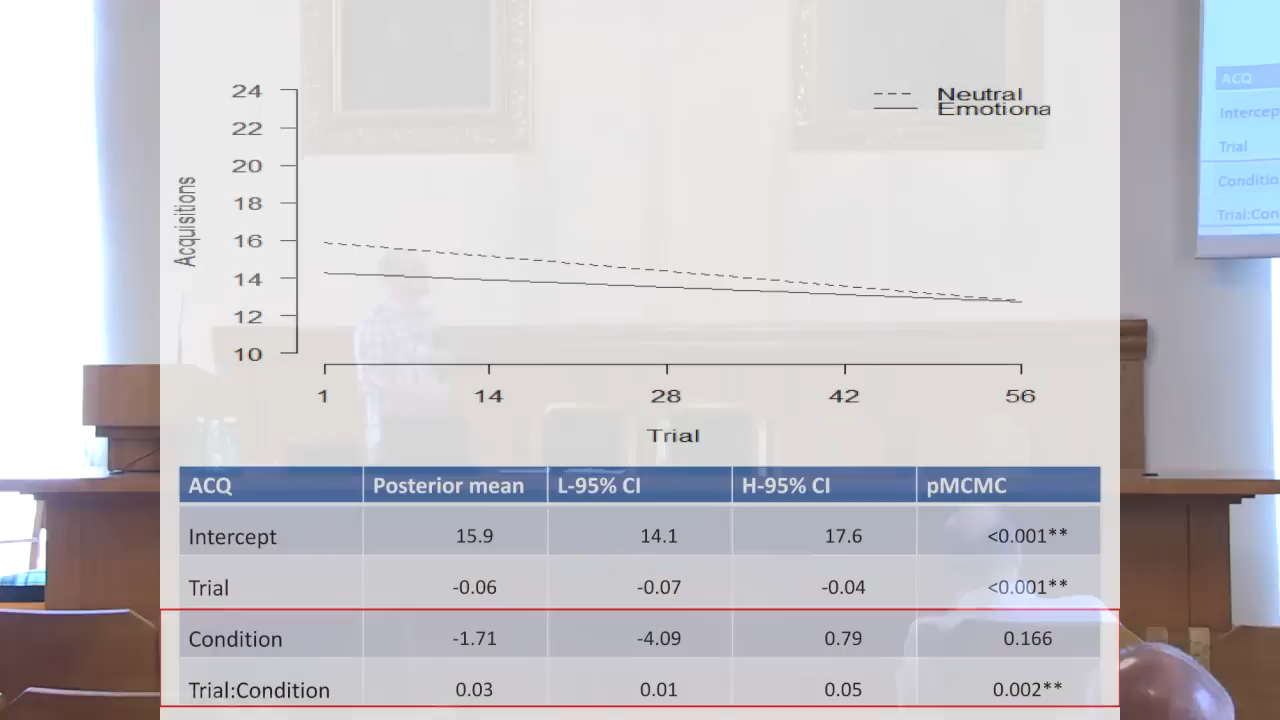 24
22
20
18
16
14
12
10
Acquisitions
Neutral
Emotiona
1 14 28 42 56
Trial
ACQ Posterior mean L-95% CI H-95% CI pMCMC
Intercept 15.9 14.1 17.6 <0.001**
Trial -0.06 -0.07 -0.04 <0.001**
Condition -1.71 -4.09 0.79 0.166
Trial:Condition 0.03 0.01 0.05 0.002**
ACQ
Intercep
Trial
Conditio
Trial:Con